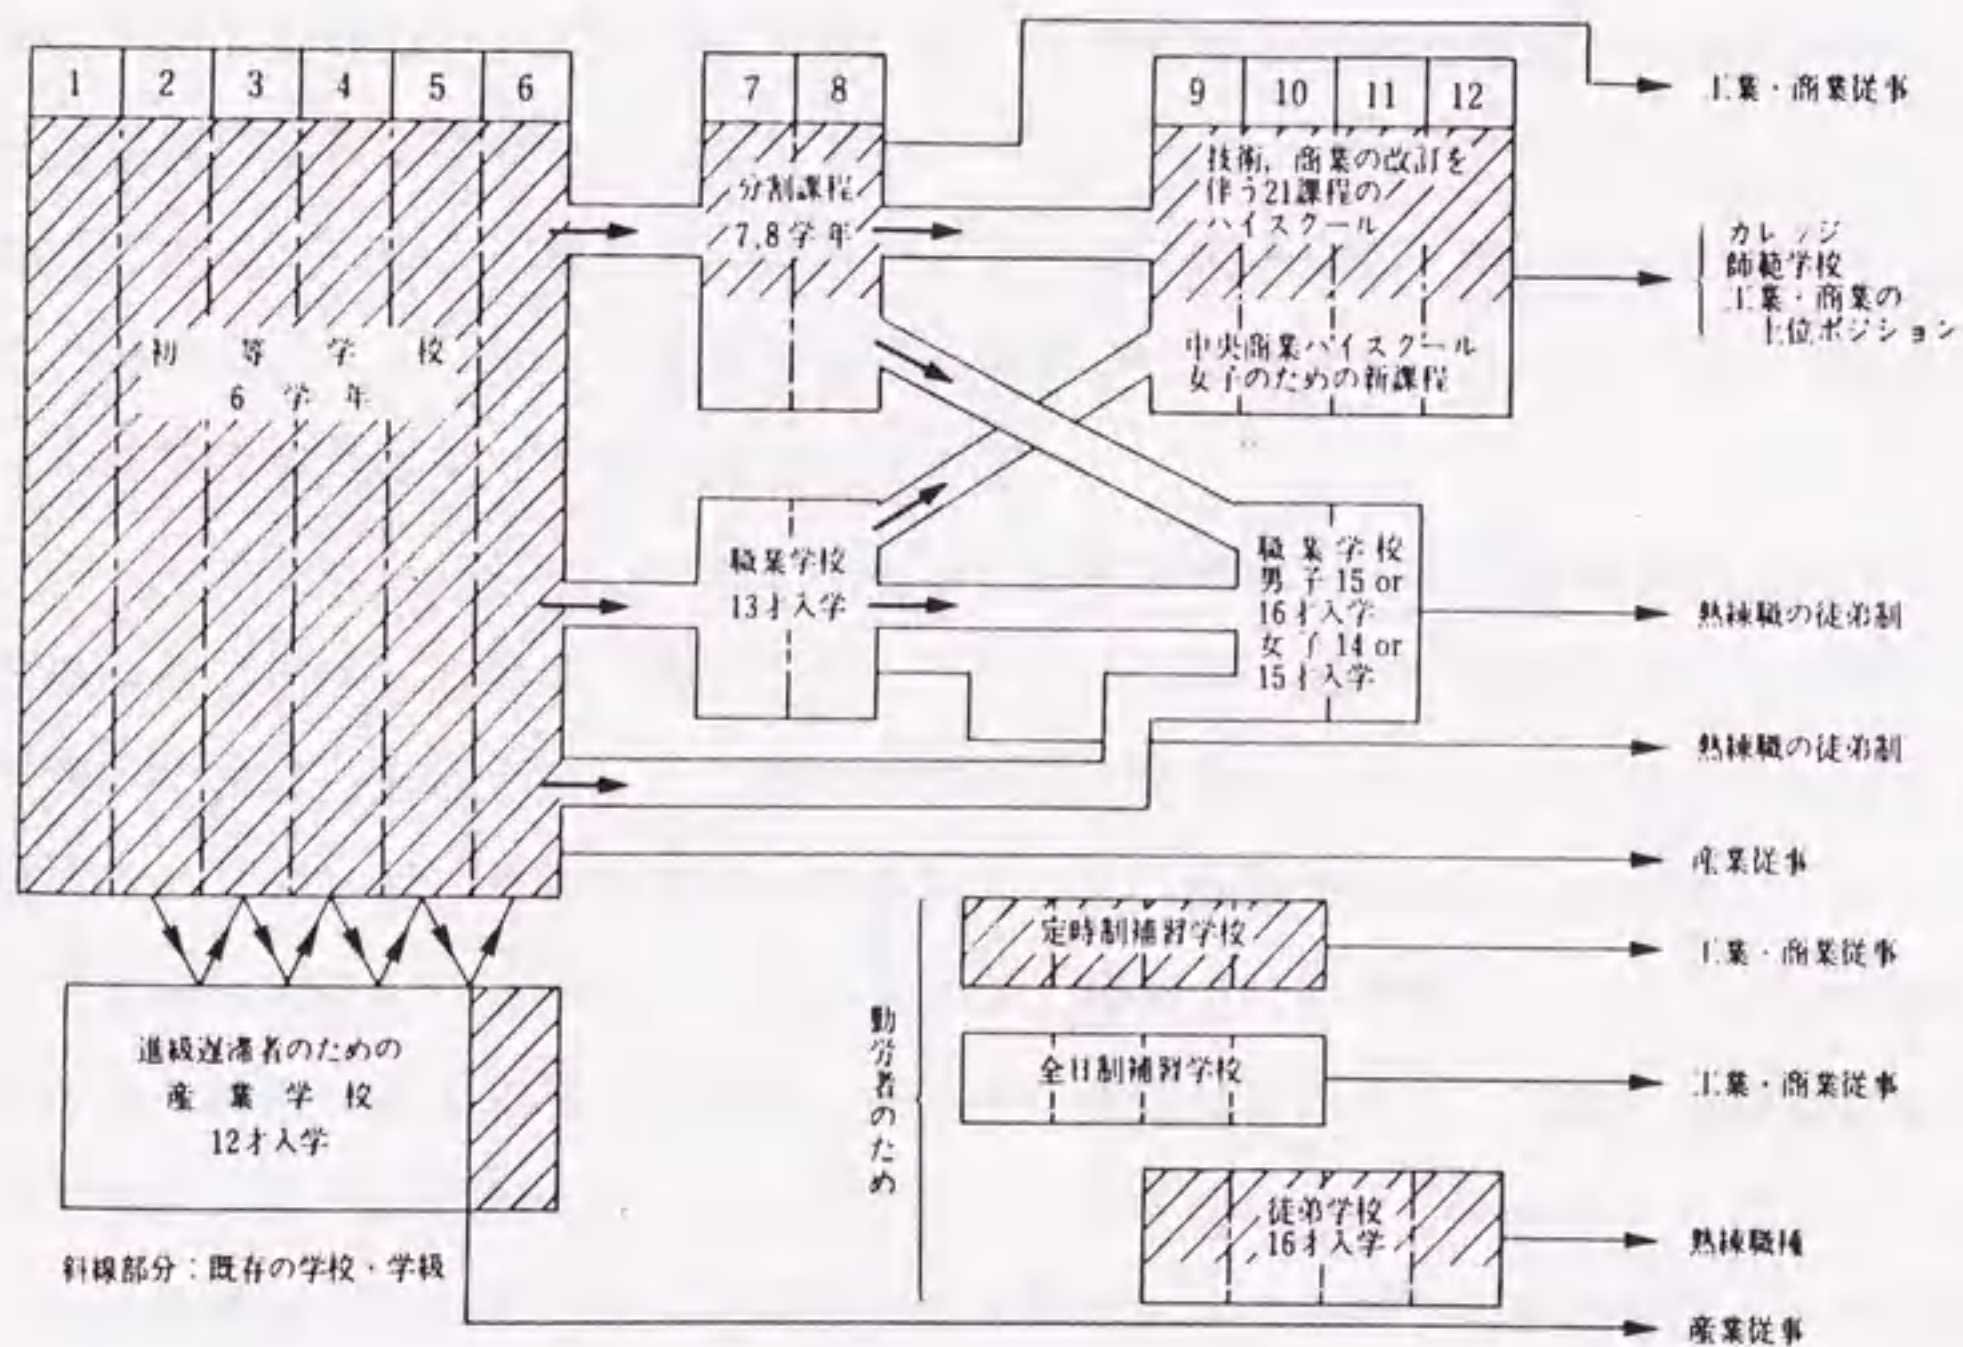 1 2 3 4 5 6
7 8
9 10 11 12
初等学校
6学年
分割課程
7,8学年
技術,商業の改訂を
伴う21課程の
ハイスクール
中央商業ハイスクール
女子のための新課程
職業学校
13才入学
職業学校
男子15 or
16才入学
女子14 or
15才入学
工業・商業従事
カレッジ
師範学校
工業・商業の
上位ポジション
熟練職の徒弟制
熟練職の徒弟制
産業従事
進級遅滞者のための
産業学校
12才入学
斜線部分:既存の学校・学級
勤労者のため
定時制補習学校
工業・商業従事
全日制補習学校
工業・商業従事
徒弟学校
16才入学
熟練職種
産業従事